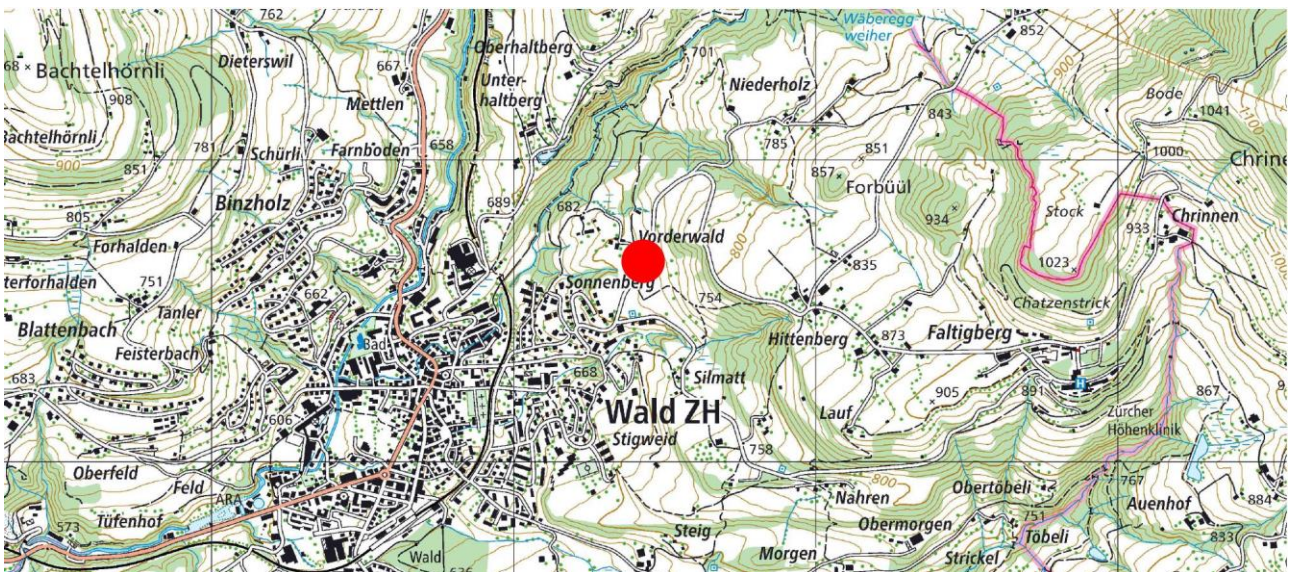 762
Wäberegg
weiher
852
Oberhaltberg
701
68
Bachtelhörnli
Dieterswil
667
Unter-
haltberg
Niederholz
900
Bode
1041
908
Mettlen
843
1100
Bachtelhörnli
781
Schürli
Farnboden
658
785
851
1000
Chrine
900
851
857
Forbüül
Binzholz
689
682
934
Stock
Chrinnen
805
Vorderwald
933
Forhalden
800
835
1023
1000
terforhalden
751
662
Sonnenberg
754
Chatzenstrick
Tänler
Blattenbach
Bad
Hittenberg
873
Faltigberg
Feisterbach
668
683
Silmatt
905
891
H
867
9
606
Wald ZH
Lauf
Zürcher
Höhenklinik
Stigweid
758
Oberfeld
Feld
800
767
ARA
Nahren
Obertöbeli
Auenhof
884
573
Tüfenhof
751
Steig
Obermorgen
Töbeli
833
Wald
636
Morgen
Strickel